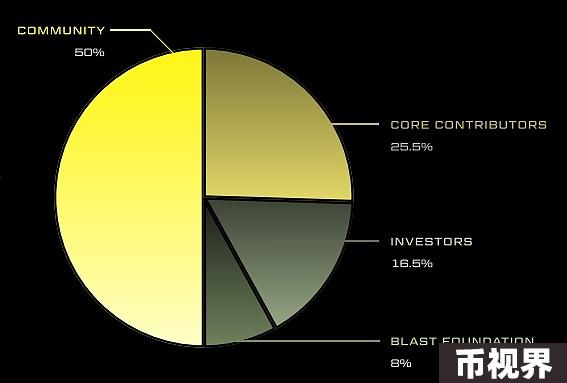 COMMUNITY
50%
CORE CONTRIBUTORS
25.5%
INVESTORS
16.5%
BLAST FOUNDATION
8%
币视界